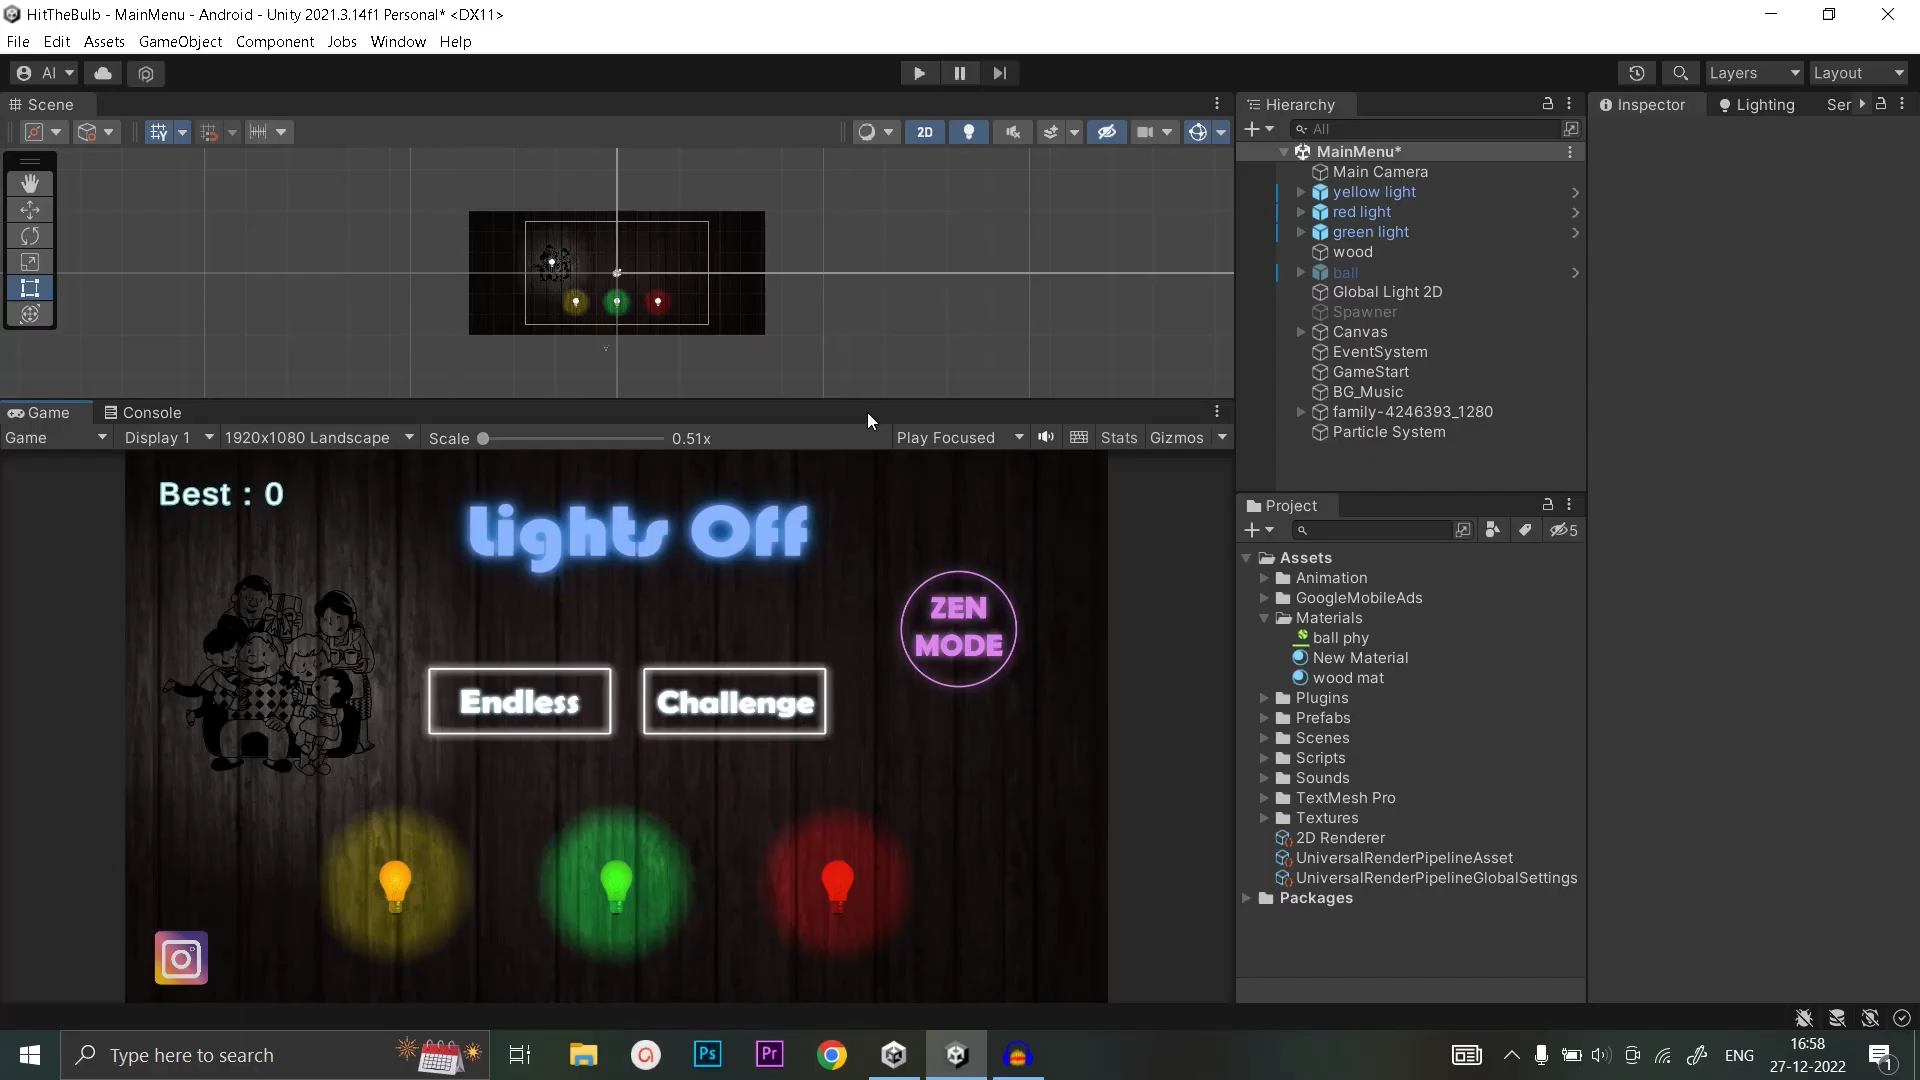 HitTheBulb - MainMenu - Android - Unity 2021.3.14f1 Personal* <DX11>
File Edit Assets GameObject Component Jobs Window Help
AI
Layers
Layout
Scene
2D
Hierarchy
All
MainMenu*
Main Camera
yellow light
red light
green light
wood
ball
Global Light 2D
Spawner
Canvas
EventSystem
GameStart
BG_Music
family-4246393_1280
Particle System
Inspector
Lighting
Ser
Game
Console
Game
Display 1
1920x1080 Landscape
Scale
0.51x
Play Focused
Stats
Gizmos
Best : 0
Lights Off
ZEN
MODE
Endless
Challenge
Project
5
Assets
Animation
GoogleMobileAds
Materials
ball phy
New Material
wood mat
Plugins
Prefabs
Scenes
Scripts
Sounds
TextMesh Pro
Textures
2D Renderer
UniversalRenderPipelineAsset
UniversalRenderPipelineGlobalSettings
Packages
Type here to search
Ps
Pr
ENG
16:58
27-12-2022
1